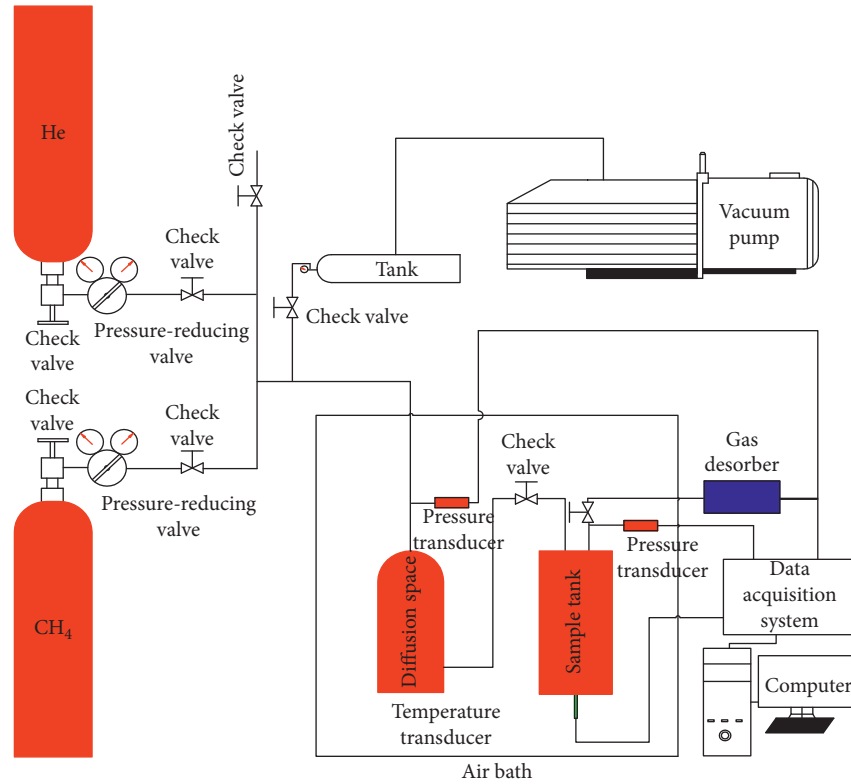 He
Check valve
Check
valve
Tank
Vacuum
pump
Check
valve
Pressure-reducing
valve
Check valve
Check
valve
Check
valve
Pressure-reducing
valve
CH₄
Check
valve
Gas
desorber
Pressure
transducer
Pressure
transducer
Diffusion space
Sample tank
Data
acquisition
system
Temperature
transducer
Computer
Air bath